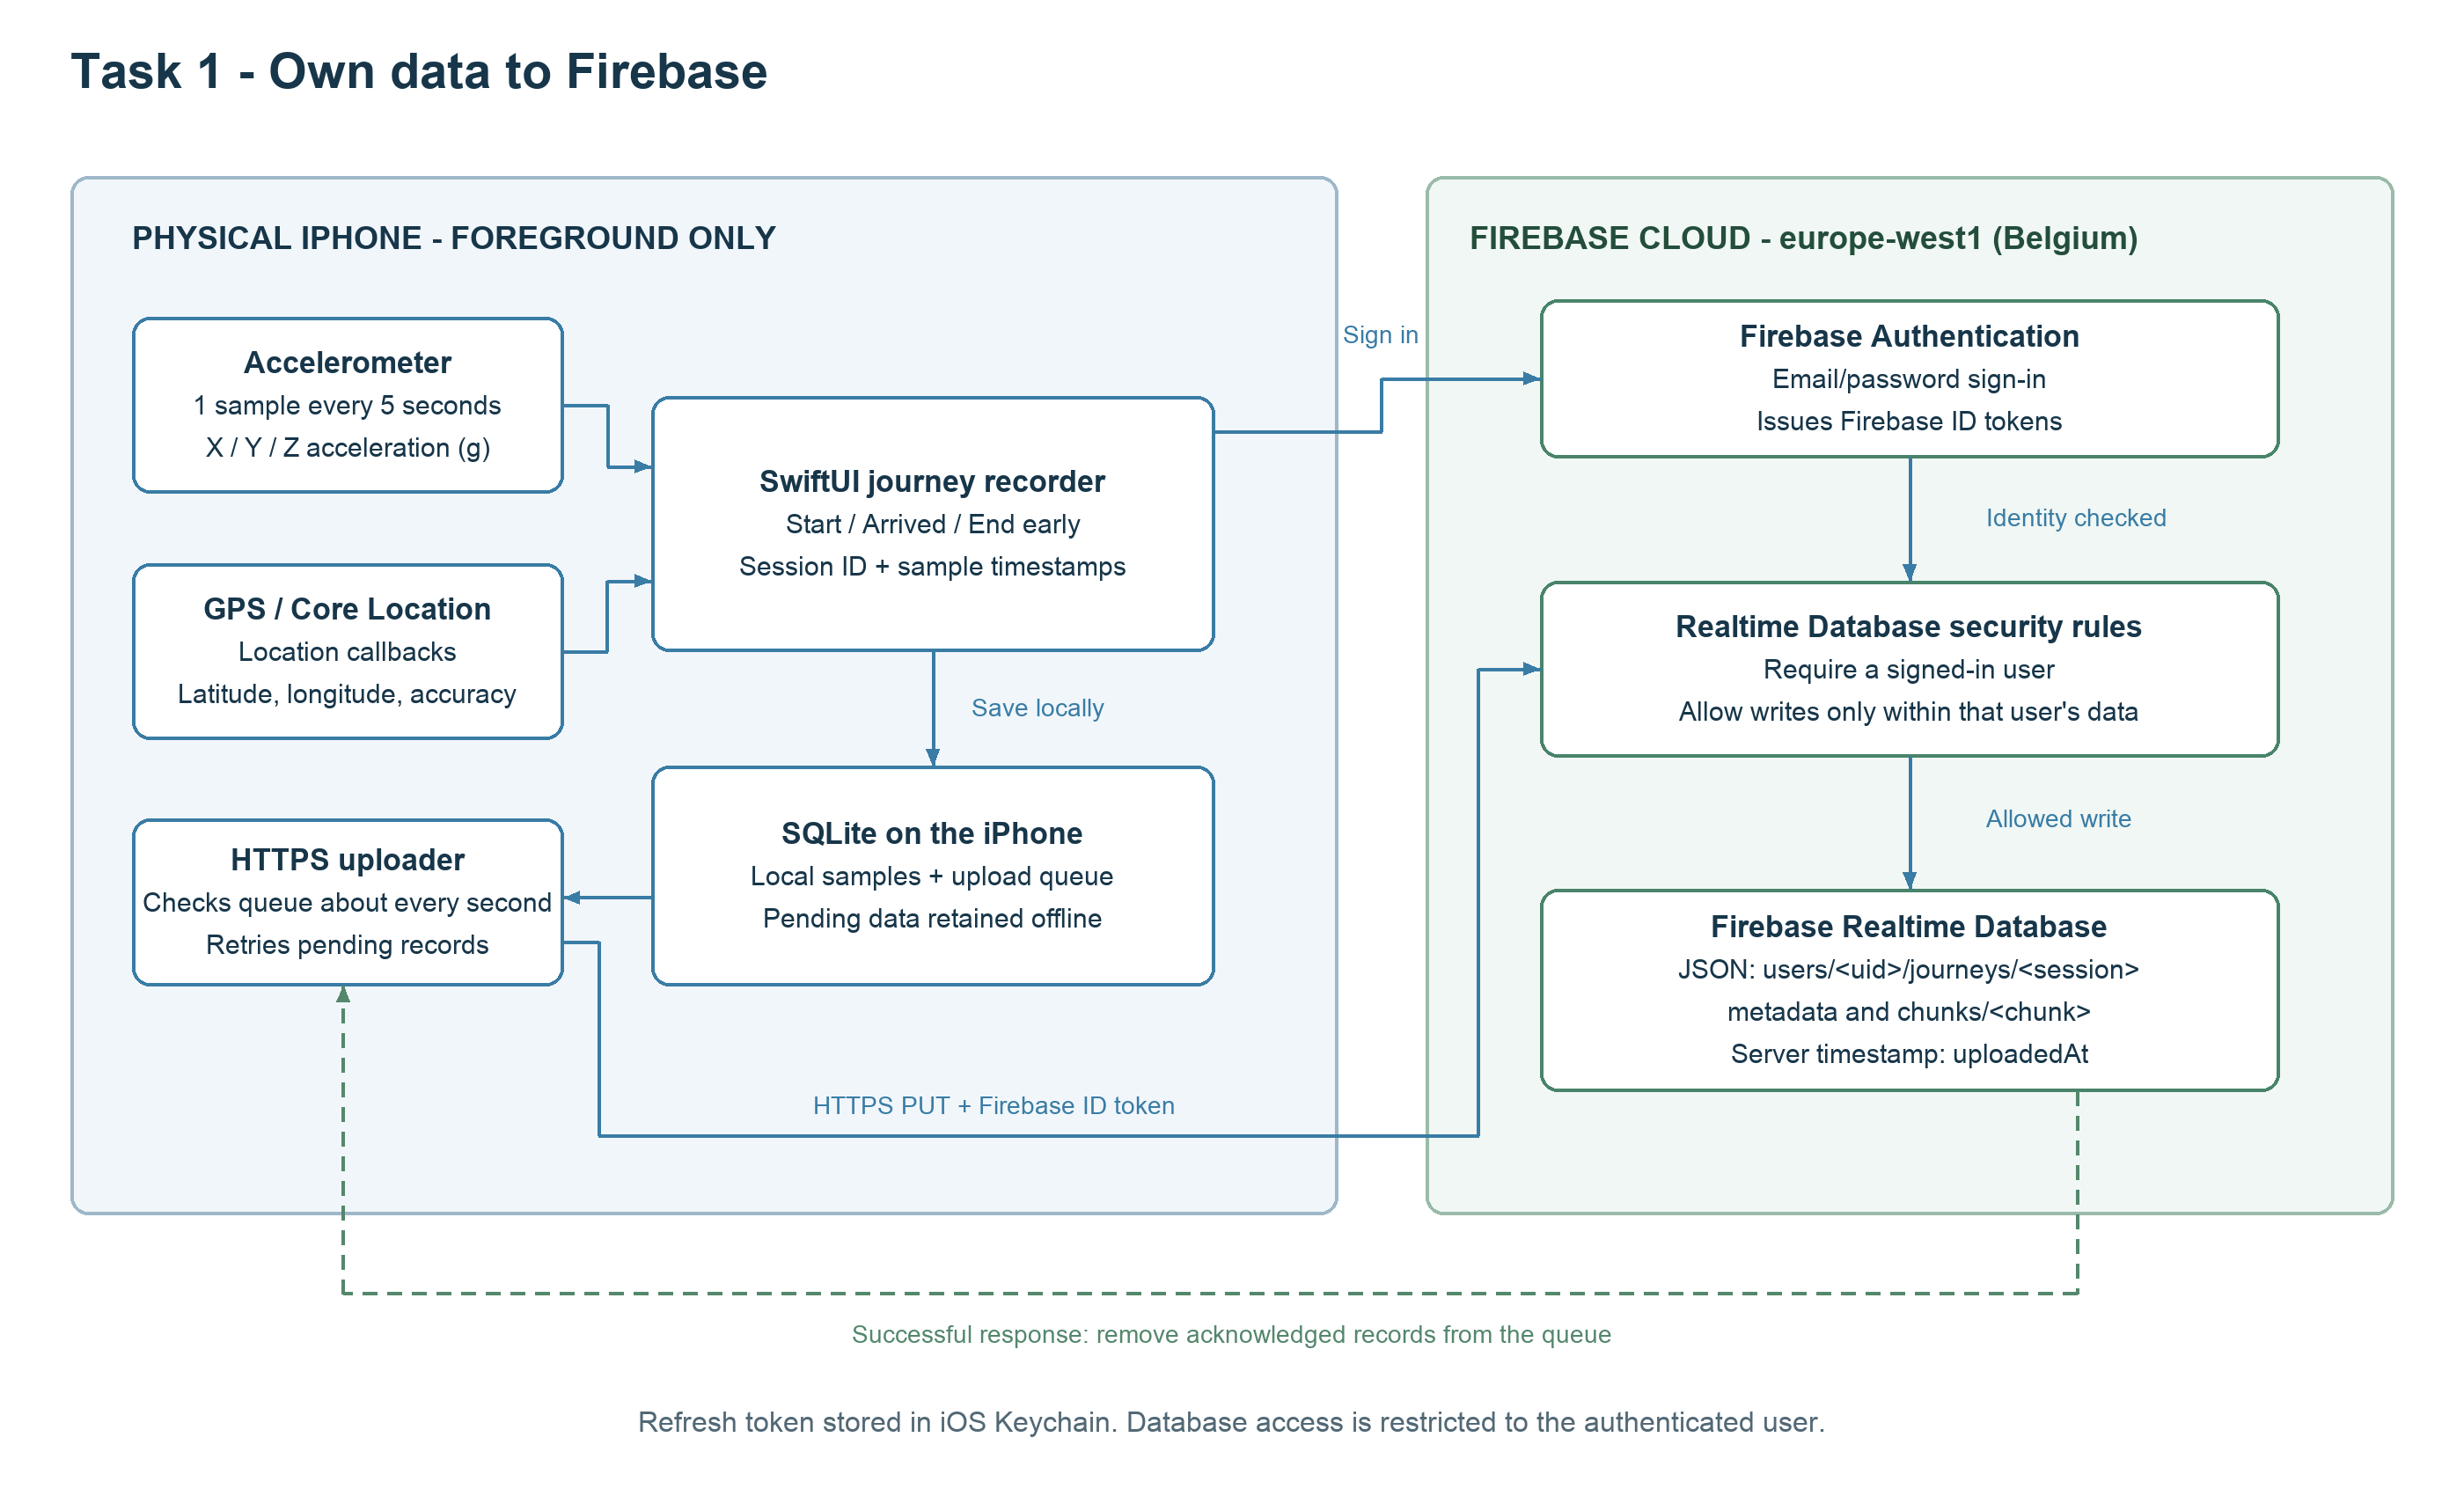 Task 1 - Own data to Firebase
PHYSICAL IPHONE - FOREGROUND ONLY
Accelerometer
1 sample every 5 seconds
X / Y / Z acceleration (g)
GPS / Core Location
Location callbacks
Latitude, longitude, accuracy
SwiftUI journey recorder
Start / Arrived / End early
Session ID + sample timestamps
Save locally
SQLite on the iPhone
Local samples + upload queue
Pending data retained offline
HTTPS uploader
Checks queue about every second
Retries pending records
HTTPS PUT + Firebase ID token
Sign in
FIREBASE CLOUD - europe-west1 (Belgium)
Firebase Authentication
Email/password sign-in
Issues Firebase ID tokens
Identity checked
Realtime Database security rules
Require a signed-in user
Allow writes only within that user's data
Allowed write
Firebase Realtime Database
JSON: users/<uid>/journeys/<session>
metadata and chunks/<chunk>
Server timestamp: uploadedAt
Successful response: remove acknowledged records from the queue
Refresh token stored in iOS Keychain. Database access is restricted to the authenticated user.